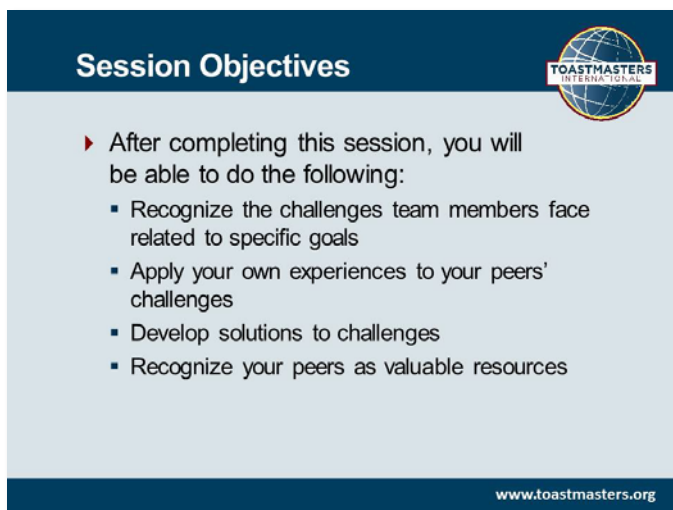 Session Objectives
TOASTMASTERS
INTERNATIONAL
After completing this session, you will
be able to do the following:
Recognize the challenges team members face
related to specific goals
Apply your own experiences to your peers’
challenges
Develop solutions to challenges
Recognize your peers as valuable resources
www.toastmasters.org